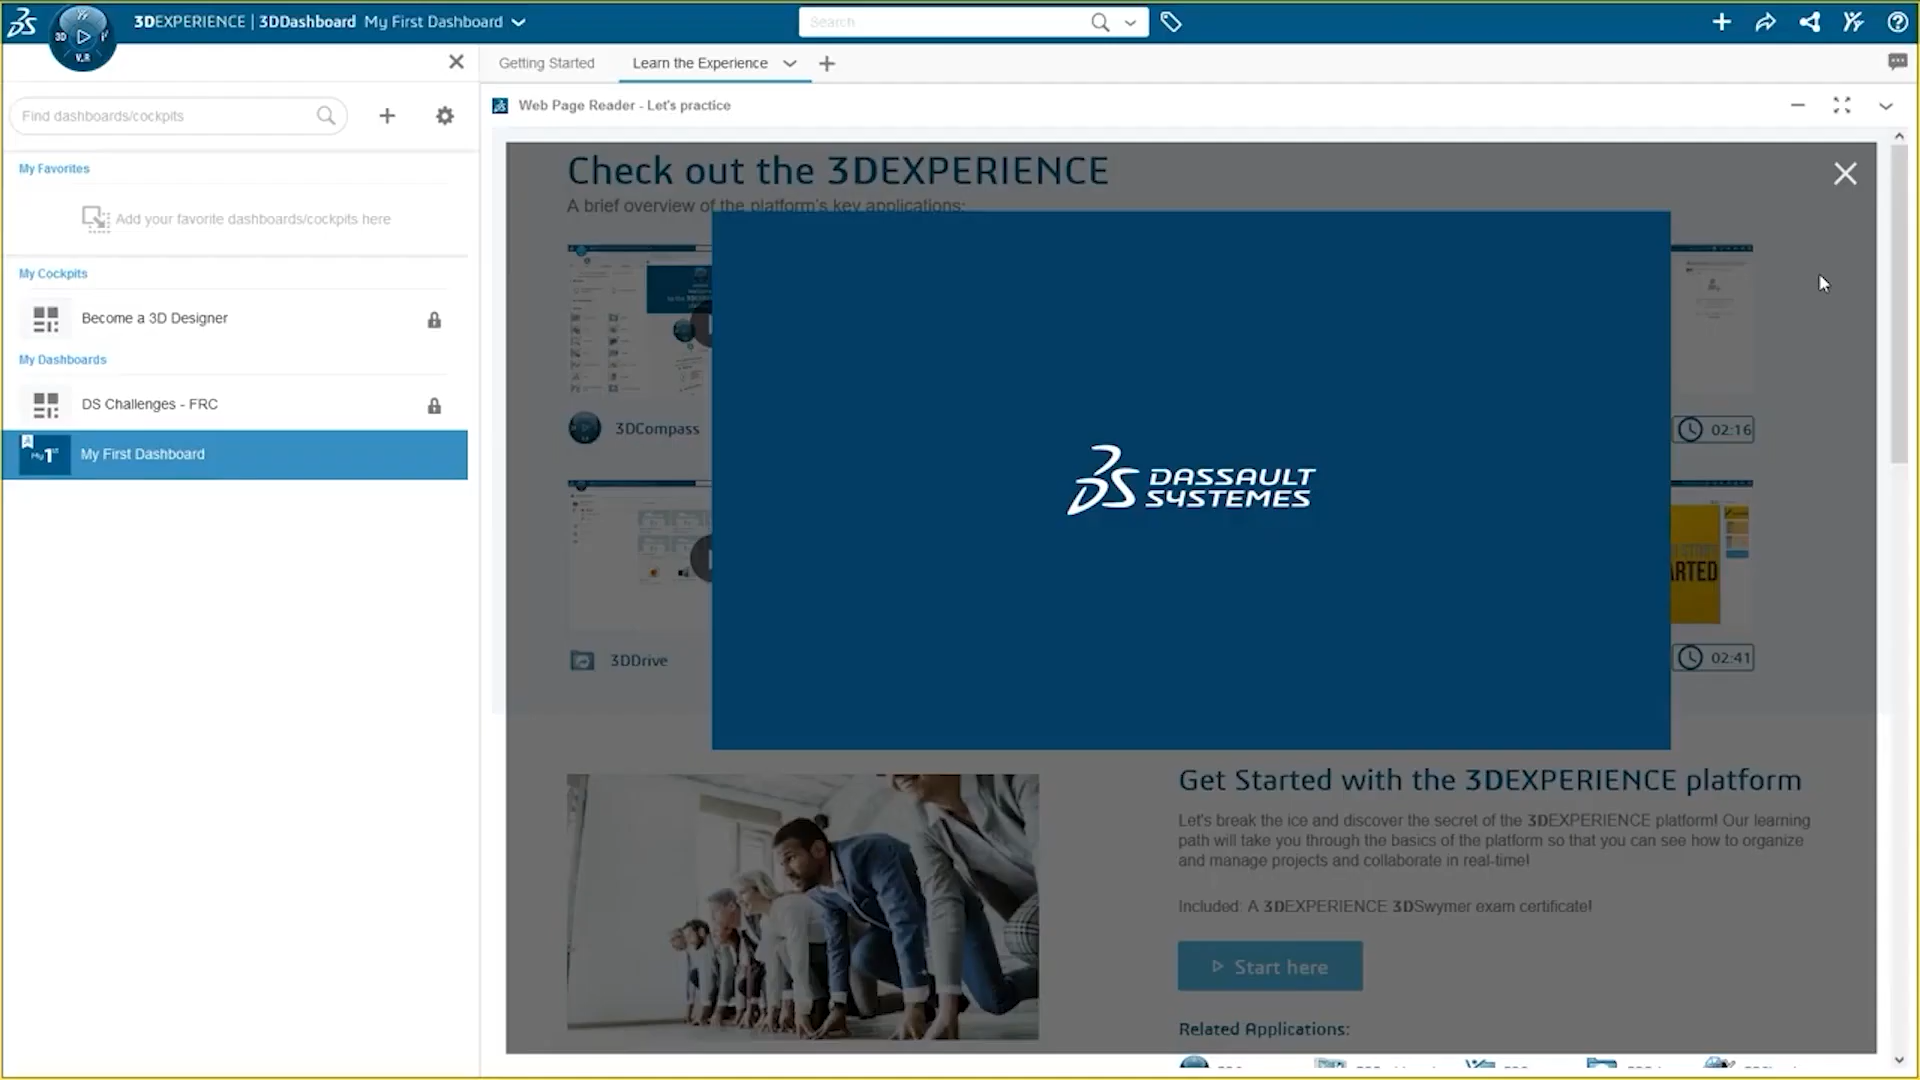 3DEXPERIENCE | 3DDashboard My First Dashboard
Search
3D
V.R
Getting Started
Learn the Experience
Find dashboards/cockpits
Web Page Reader - Let's practice
My Favorites
Add your favorite dashboards/cockpits here
My Cockpits
Become a 3D Designer
My Dashboards
DS Challenges - FRC
My 1st
My First Dashboard
Check out the 3DEXPERIENCE
A brief overview of the platform's key applications:
3DCompass
02:16
DASSAULT
SYSTEMES
ARTED
3DDrive
02:41
Get Started with the 3DEXPERIENCE platform
Let's break the ice and discover the secret of the 3DEXPERIENCE platform! Our learning
path will take you through the basics of the platform so that you can see how to organize
and manage projects and collaborate in real-time!
Included: A 3DEXPERIENCE 3DSwymer exam certificate!
Start here
Related Applications: